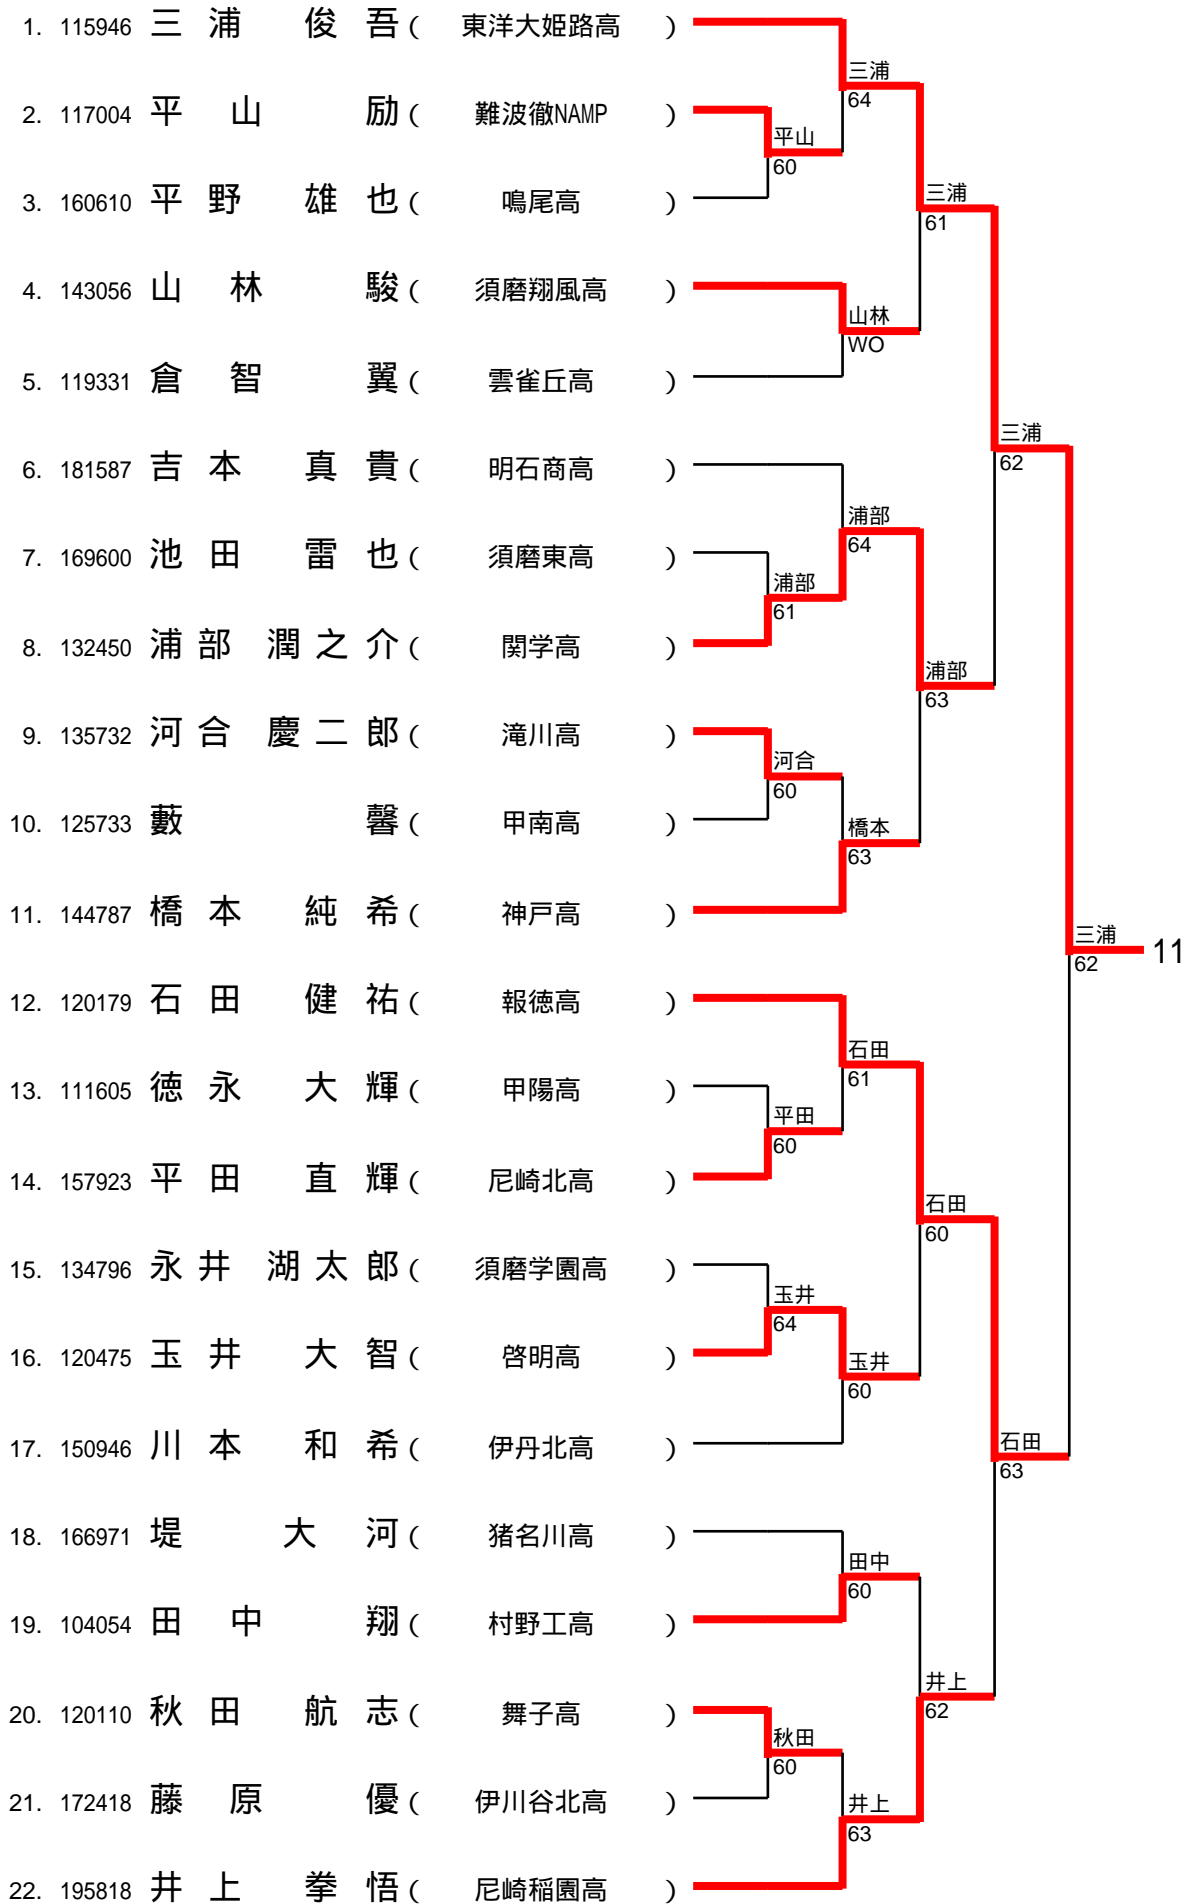 1. 115946 三浦 俊吾 ( 東洋大姫路高 )
三浦
64
2. 117004 平山 励 ( 難波徹NAMP )
平山
60
3. 160610 平野 雄也 ( 鳴尾高 )
三浦
61
4. 143056 山林 駿 ( 須磨翔風高 )
山林
WO
5. 119331 倉智 翼 ( 雲雀丘高 )
三浦
62
6. 181587 吉本 真貴 ( 明石商高 )
浦部
64
7. 169600 池田 雷也 ( 須磨東高 )
浦部
61
8. 132450 浦部 潤之介 ( 関学高 )
浦部
63
9. 135732 河合 慶二郎 ( 滝川高 )
河合
60
10. 125733 藪 馨 ( 甲南高 )
橋本
63
11. 144787 橋本 純希 ( 神戸高 )
三浦 11
62
12. 120179 石田 健祐 ( 報徳高 )
石田
61
13. 111605 徳永 大輝 ( 甲陽高 )
平田
60
14. 157923 平田 直輝 ( 尼崎北高 )
石田
60
15. 134796 永井 湖太郎 ( 須磨学園高 )
玉井
64
16. 120475 玉井 大智 ( 啓明高 )
玉井
60
17. 150946 川本 和希 ( 伊丹北高 )
石田
63
18. 166971 堤 大河 ( 猪名川高 )
田中
60
19. 104054 田中 翔 ( 村野工高 )
井上
62
20. 120110 秋田 航志 ( 舞子高 )
秋田
60
21. 172418 藤原 優 ( 伊川谷北高 )
井上
63
22. 195818 井上 拳悟 ( 尼崎稲園高 )